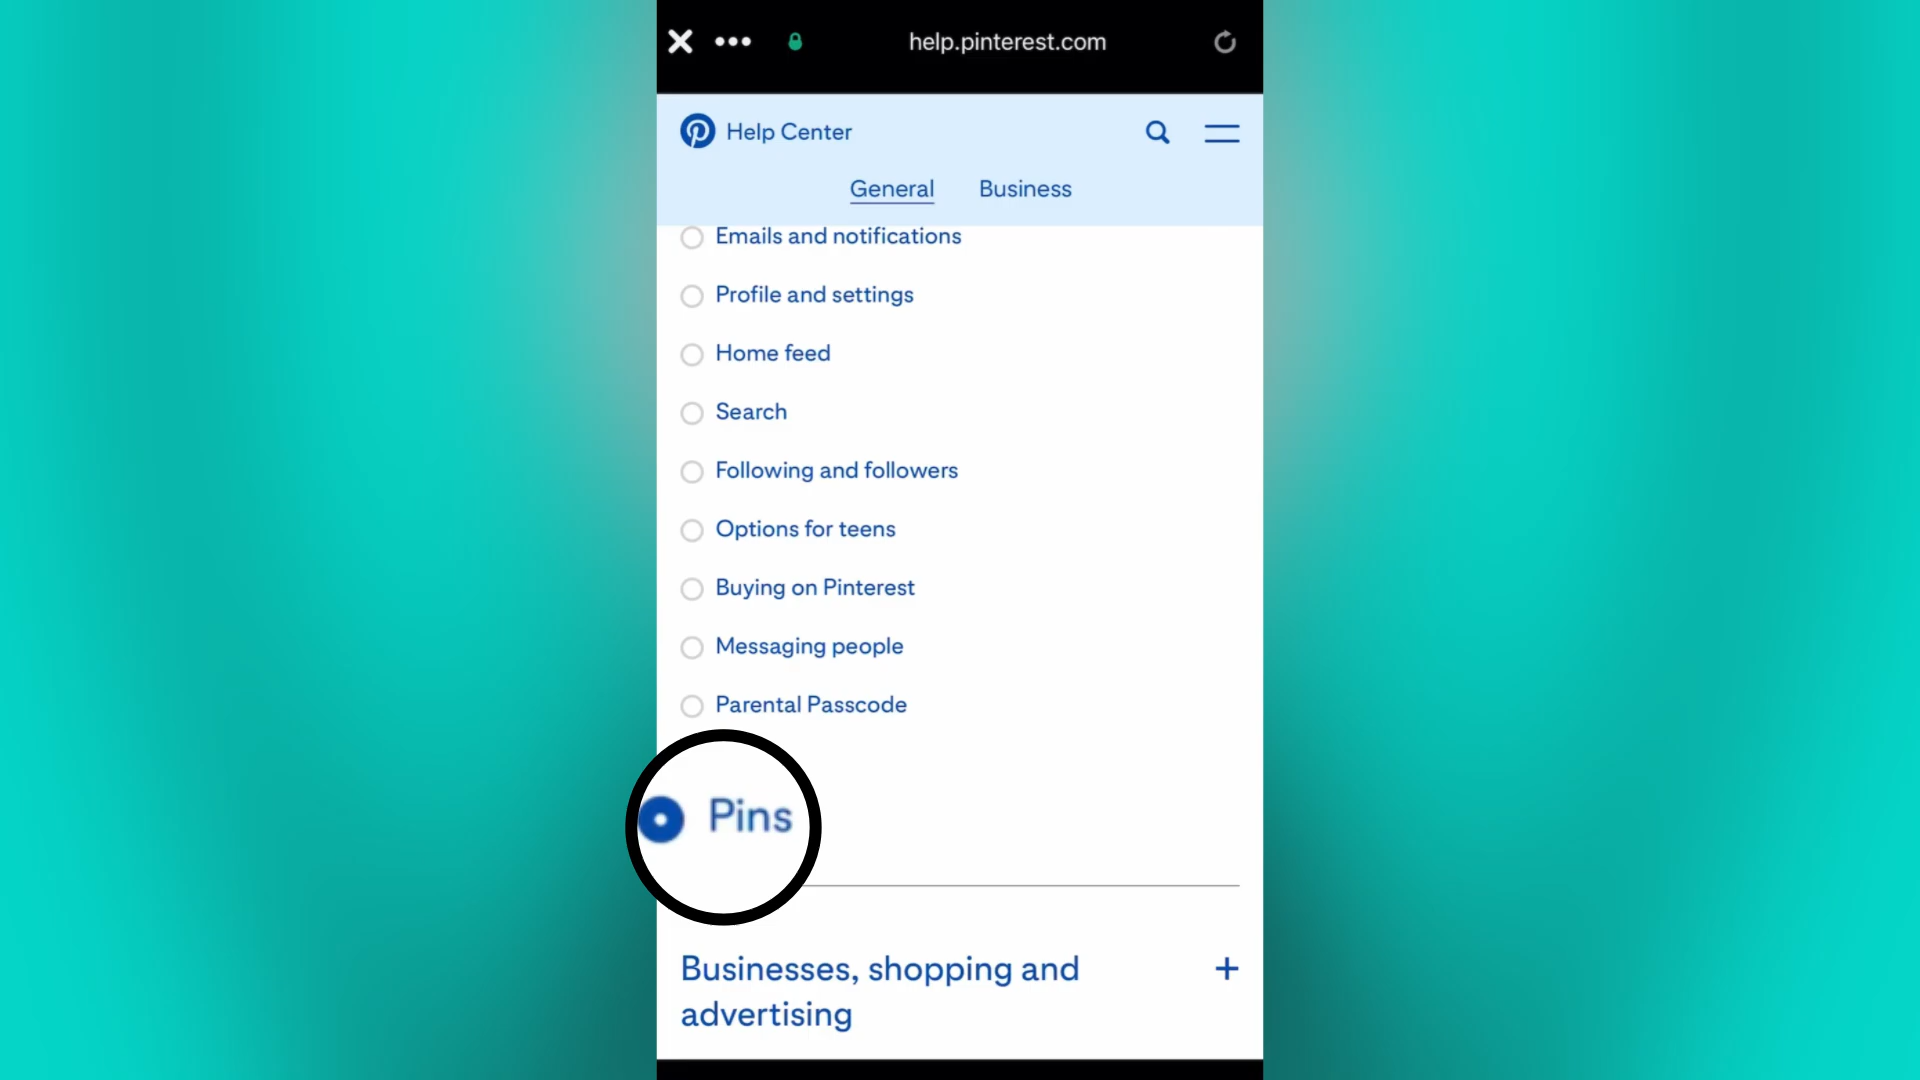 help.pinterest.com
Help Center
General Business
Emails and notifications
Profile and settings
Home feed
Search
Following and followers
Options for teens
Buying on Pinterest
Messaging people
Parental Passcode
Pins
Businesses, shopping and
advertising